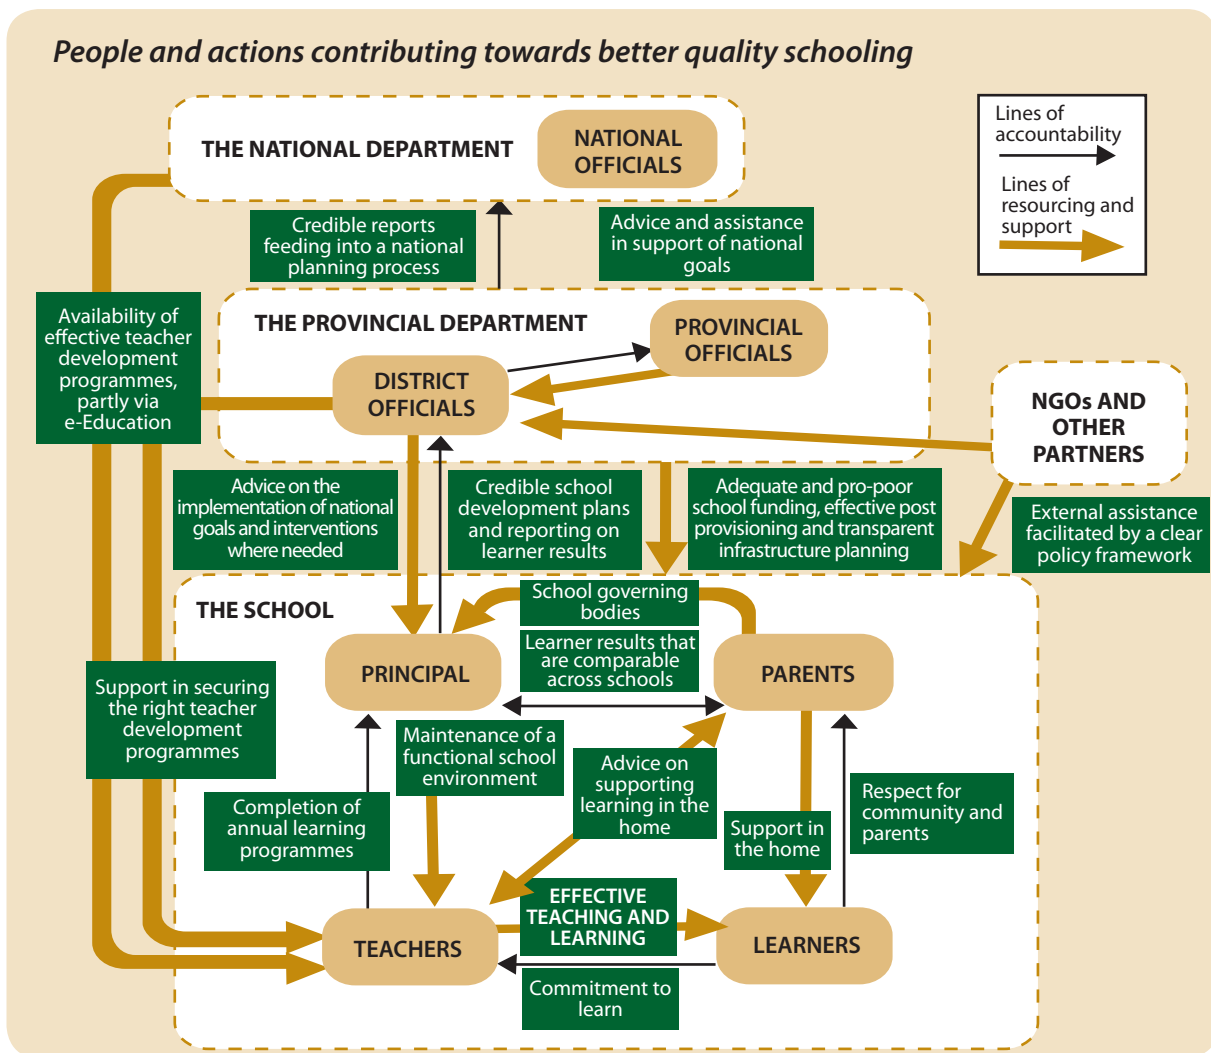 People and actions contributing towards better quality schooling
THE NATIONAL DEPARTMENT
NATIONAL
OFFICIALS
Lines of
accountability
Lines of
resourcing and
support
Credible reports
feeding into a national
planning process
Advice and assistance
in support of national
goals
Availability of
effective teacher
development
programmes,
partly via
e-Education
THE PROVINCIAL DEPARTMENT
PROVINCIAL
OFFICIALS
DISTRICT
OFFICIALS
NGOs AND
OTHER
PARTNERS
Advice on the
implementation of national
goals and interventions
where needed
Credible school
development plans
and reporting on
learner results
Adequate and pro-poor
school funding, effective post
provisioning and transparent
infrastructure planning
External assistance
facilitated by a clear
policy framework
THE SCHOOL
School governing
bodies
Learner results that
are comparable
across schools
PRINCIPAL
PARENTS
Support in securing
the right teacher
development
programmes
Maintenance of a
functional school
environment
Advice on
supporting
learning in the
home
Completion of
annual learning
programmes
Support in
the home
Respect for
community and
parents
EFFECTIVE
TEACHING AND
LEARNING
TEACHERS
LEARNERS
Commitment to
learn